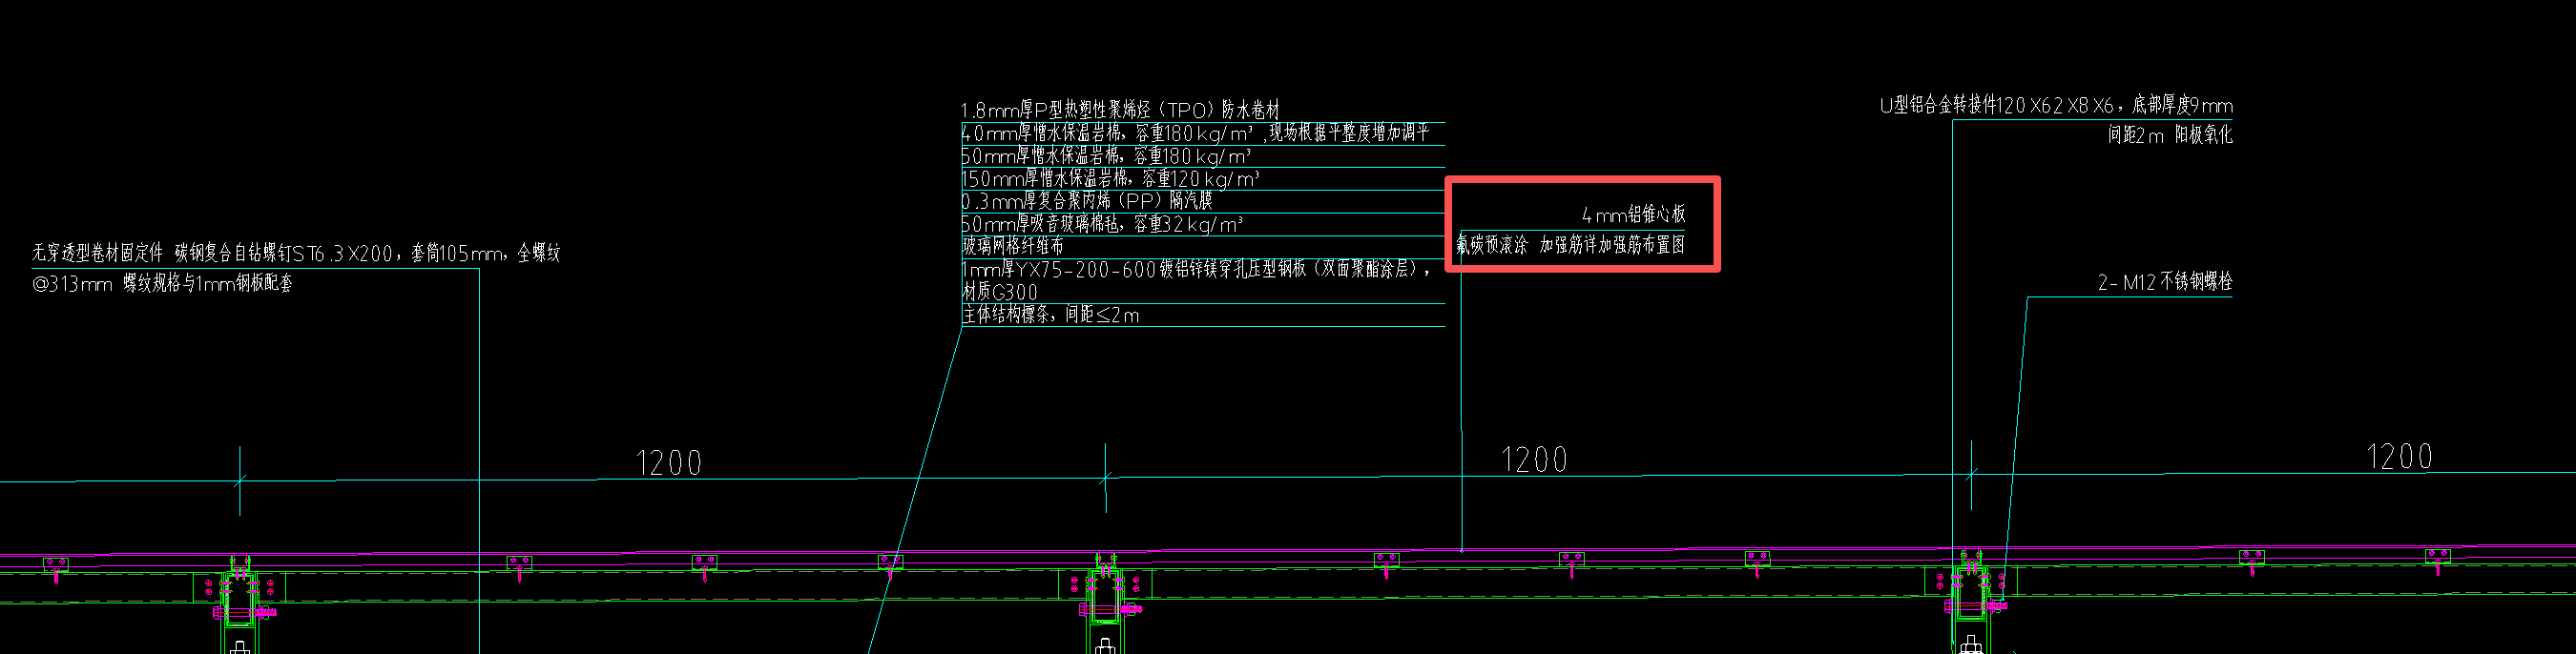 无穿透型卷材固定件 碳钢复合自钻螺钉ST6.3X200，套筒105mm，全螺纹
@313mm 螺纹规格与1mm钢板配套
1.8mm厚P型热塑性聚烯烃（TPO）防水卷材
40mm厚憎水保温岩棉，容重180kg/m³ ,现场根据平整度增加调平
50mm厚憎水保温岩棉，容重180kg/m³
150mm厚憎水保温岩棉，容重120kg/m³
0.3mm厚复合聚丙烯（PP）隔汽膜
50mm厚吸音玻璃棉毡，容重32kg/m³
玻璃网格纤维布
1mm厚YX75-200-600镀铝锌镁穿孔压型钢板（双面聚酯涂层），
材质G300
主体结构檩条，间距≤2m
4mm铝锥心板
氟碳预滚涂 加强筋详加强筋布置图
U型铝合金转接件120X62X8X6，底部厚度9mm
间距2m 阳极氧化
2-M12不锈钢螺栓
1200
1200
1200